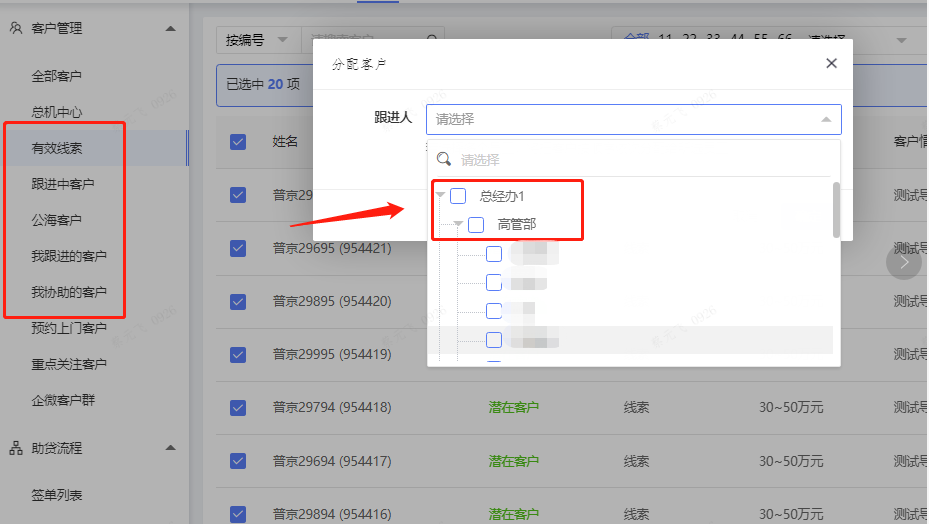 客户管理
全部客户
总机中心
有效线索
跟进中客户
公海客户
我跟进的客户
我协助的客户
预约上门客户
重点关注客户
企微客户群
助贷流程
签单列表
按编号
全部 11 22 33 44 55 66 请选择
已选中 20 项
姓名
客户情
分配客户
跟进人
请选择
请选择
总经办1
高管部
测试导
普京29695 (954421)
测试导
普京29895 (954420)
测试导
普京29995 (954419)
测试导
普京29794 (954418) 潜在客户 线索 30~50万元 测试导
普京29694 (954417) 潜在客户 线索 30~50万元 测试导
普京29894 (954416) 潜在客户 线索 30~50万元 测试导